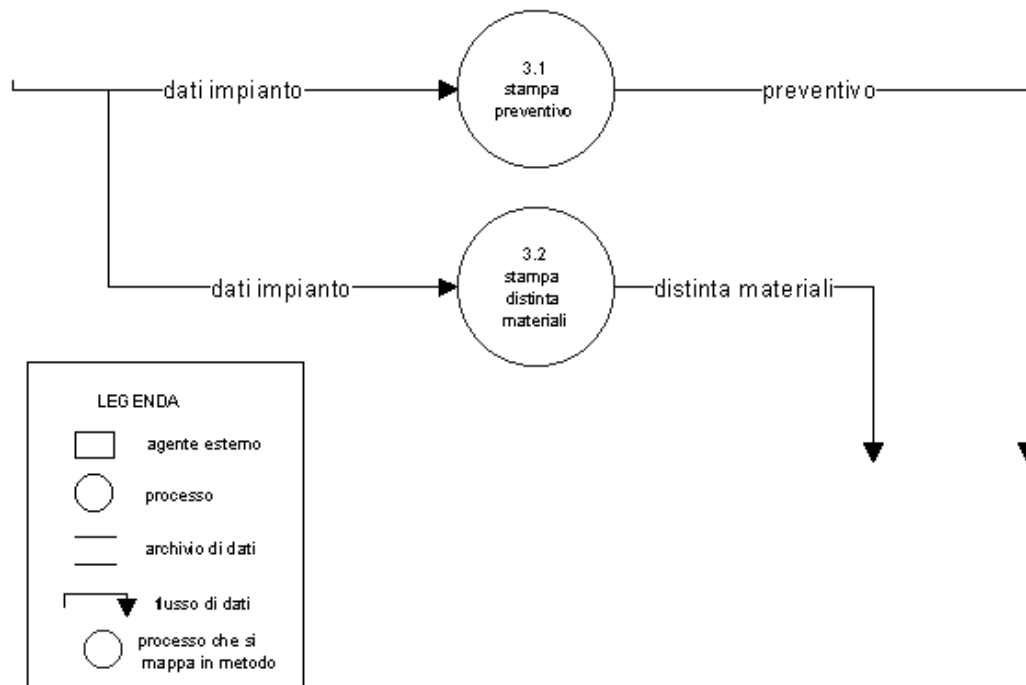 3.1
stampa
preventivo
dati impianto
preventivo
3.2
stampa
distinta
materiali
dati impianto
distinta materiali
LEGENDA
agente esterno
processo
archivio di dati
flusso di dati
processo che si
mappa in metodo